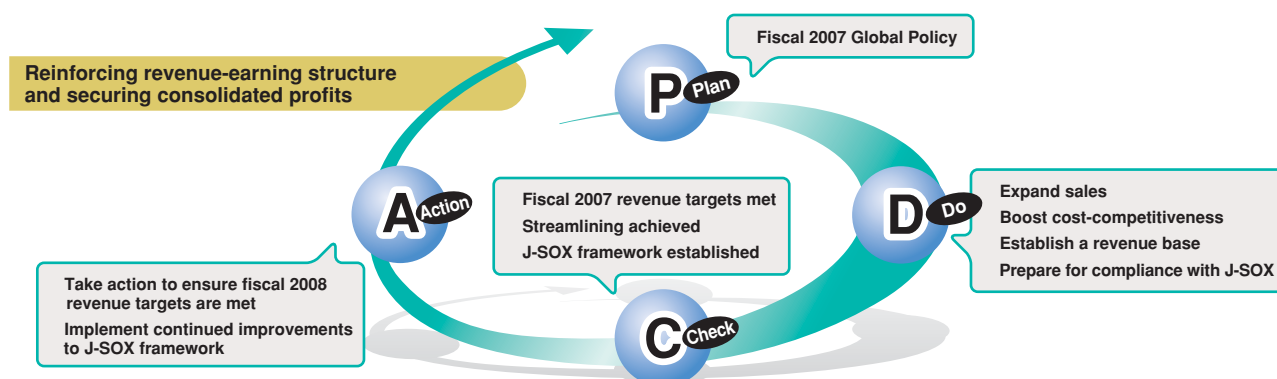 Reinforcing revenue-earning structure
and securing consolidated profits
P
Plan
Fiscal 2007 Global Policy
D
Do
Expand sales
Boost cost-competitiveness
Establish a revenue base
Prepare for compliance with J-SOX
C
Check
Fiscal 2007 revenue targets met
Streamlining achieved
J-SOX framework established
A
Action
Take action to ensure fiscal 2008
revenue targets are met
Implement continued improvements
to J-SOX framework